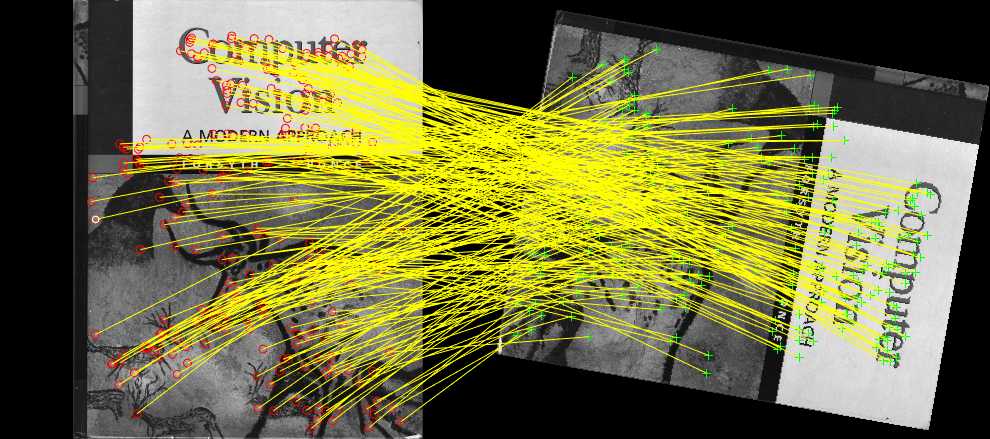 Computer
Vision
A MODERN APPROACH
Computer
Vision
A MODERN APPROACH